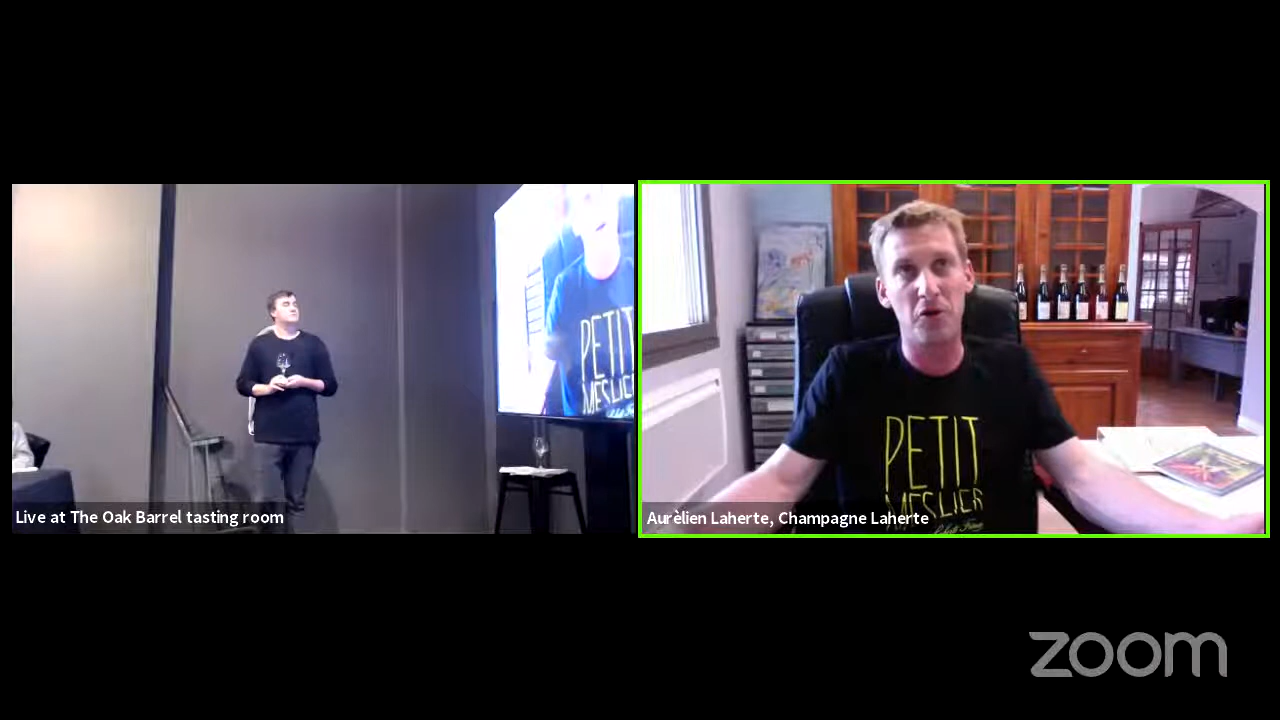 PETIT
MESLIER
Live at The Oak Barrel tasting room
PETIT
MESLIER
Aurèlien Laherte, Champagne Laherte
zoom